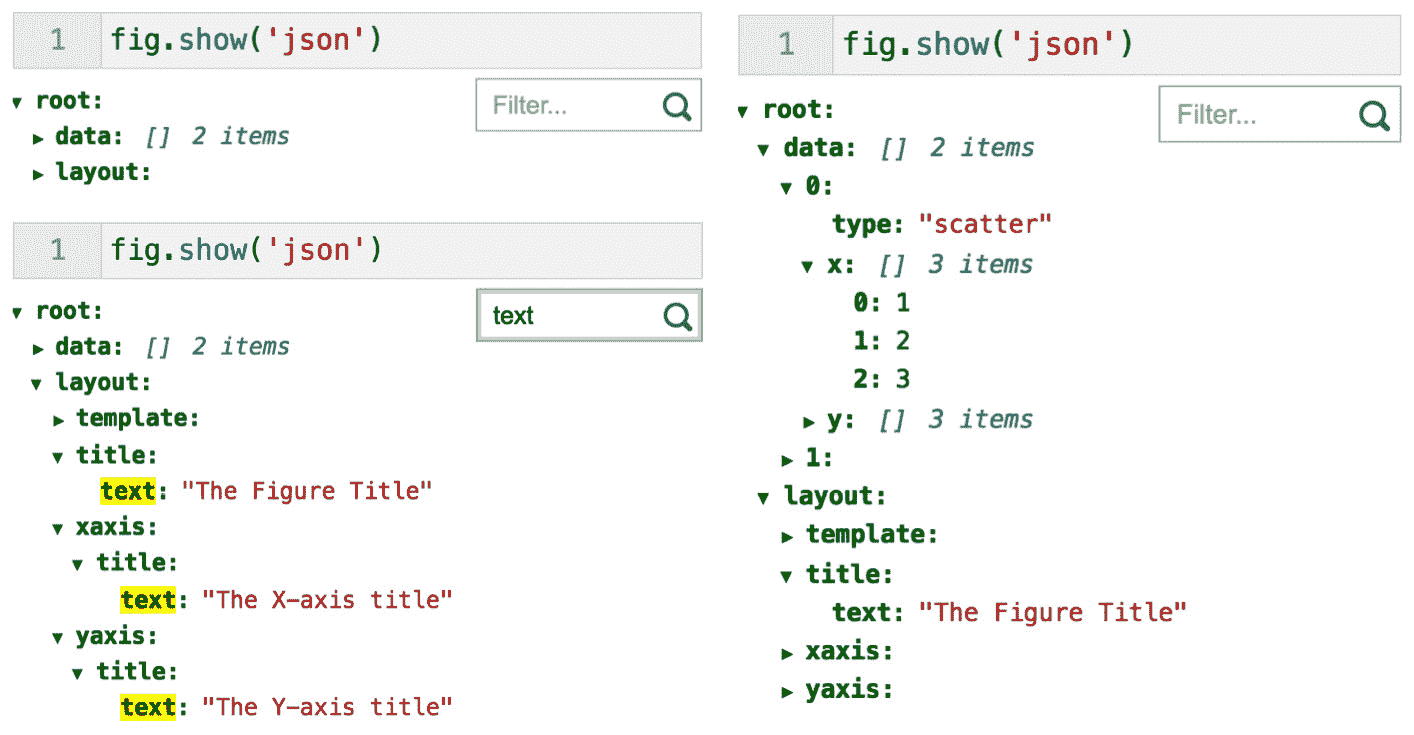 1 fig.show('json')
Filter...
▼ root:
▶ data: [] 2 items
▶ layout:
1 fig.show('json')
text
▼ root:
▶ data: [] 2 items
▼ layout:
▶ template:
▼ title:
text: "The Figure Title"
▼ xaxis:
▼ title:
text: "The X-axis title"
▼ yaxis:
▼ title:
text: "The Y-axis title"
1 fig.show('json')
Filter...
▼ root:
▼ data: [] 2 items
▼ 0:
type: "scatter"
▼ x: [] 3 items
0: 1
1: 2
2: 3
▶ y: [] 3 items
▶ 1:
▼ layout:
▶ template:
▼ title:
text: "The Figure Title"
▶ xaxis:
▶ yaxis: